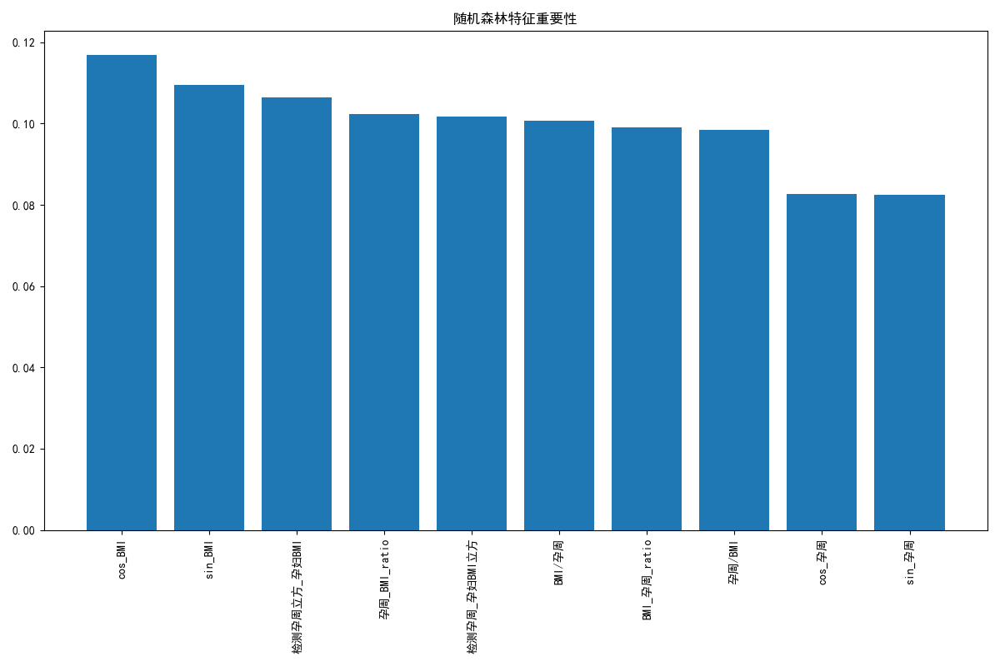 随机森林特征重要性
0.12
0.10
0.08
0.06
0.04
0.02
0.00
cos_BMI
sin_BMI
检测孕周立方_孕妇BMI
孕周_BMI_ratio
检测孕周_孕妇BMI立方
BMI/孕周
BMI_孕周_ratio
孕周/BMI
cos_孕周
sin_孕周